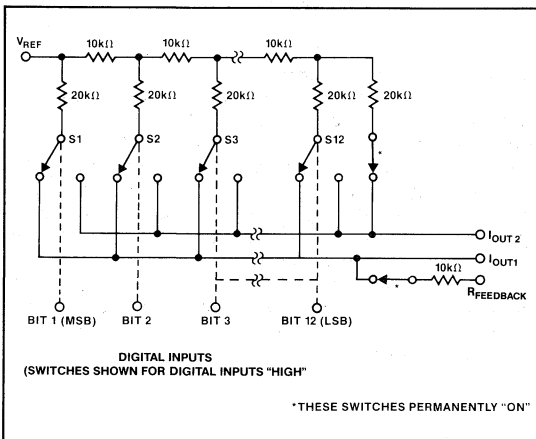 VREF
10kΩ 10kΩ 10kΩ
20kΩ 20kΩ 20kΩ 20kΩ 20kΩ
S1 S2 S3 S12 *
IOUT 2
IOUT1
10kΩ
* RFEEDBACK
BIT 1 (MSB) BIT 2 BIT 3 BIT 12 (LSB)
DIGITAL INPUTS
(SWITCHES SHOWN FOR DIGITAL INPUTS "HIGH"
*THESE SWITCHES PERMANENTLY "ON"